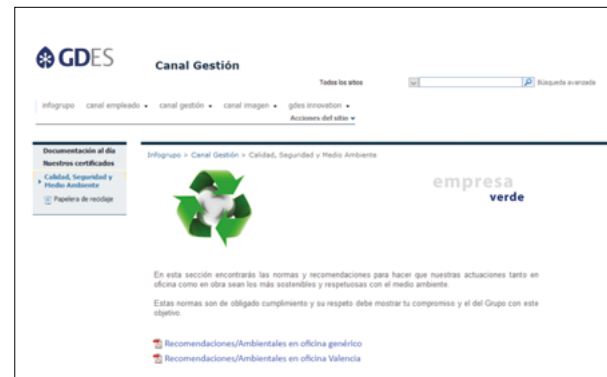 GDES
Canal Gestión
Todos los sitios
Búsqueda avanzada
infogrupo canal empleado canal gestión canal imagen gdes innovation
Acciones del sitio
Documentación al día
Nuestros certificados
Calidad, Seguridad y
Medio Ambiente
Papelera de reciclaje
Infogrupo > Canal Gestión > Calidad, Seguridad y Medio Ambiente
empresa
verde
En esta sección encontrarás las normas y recomendaciones para hacer que nuestras actuaciones tanto en
oficina como en obra sean los más sostenibles y respetuosas con el medio ambiente.
Estas normas son de obligado cumplimiento y su respeto debe mostrar tu compromiso y el del Grupo con este
objetivo.
Recomendaciones/Ambientales en oficina genérico
Recomendaciones/Ambientales en oficina Valencia